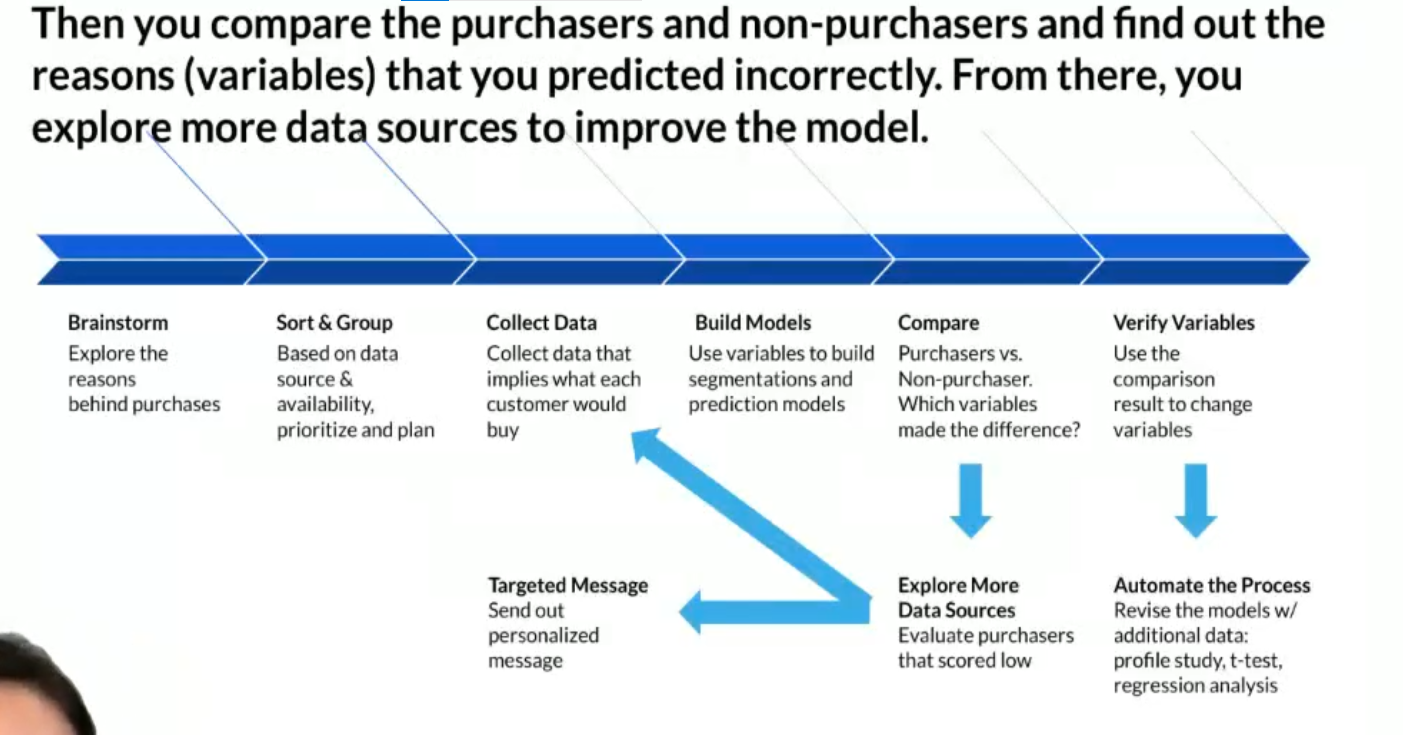 Then you compare the purchasers and non-purchasers and find out the
reasons (variables) that you predicted incorrectly. From there, you
explore more data sources to improve the model.
Brainstorm
Explore the
reasons
behind purchases
Sort & Group
Based on data
source &
availability,
prioritize and plan
Collect Data
Collect data that
implies what each
customer would
buy
Build Models
Use variables to build
segmentations and
prediction models
Compare
Purchasers vs.
Non-purchaser.
Which variables
made the difference?
Verify Variables
Use the
comparison
result to change
variables
Targeted Message
Send out
personalized
message
Explore More
Data Sources
Evaluate purchasers
that scored low
Automate the Process
Revise the models w/
additional data:
profile study, t-test,
regression analysis